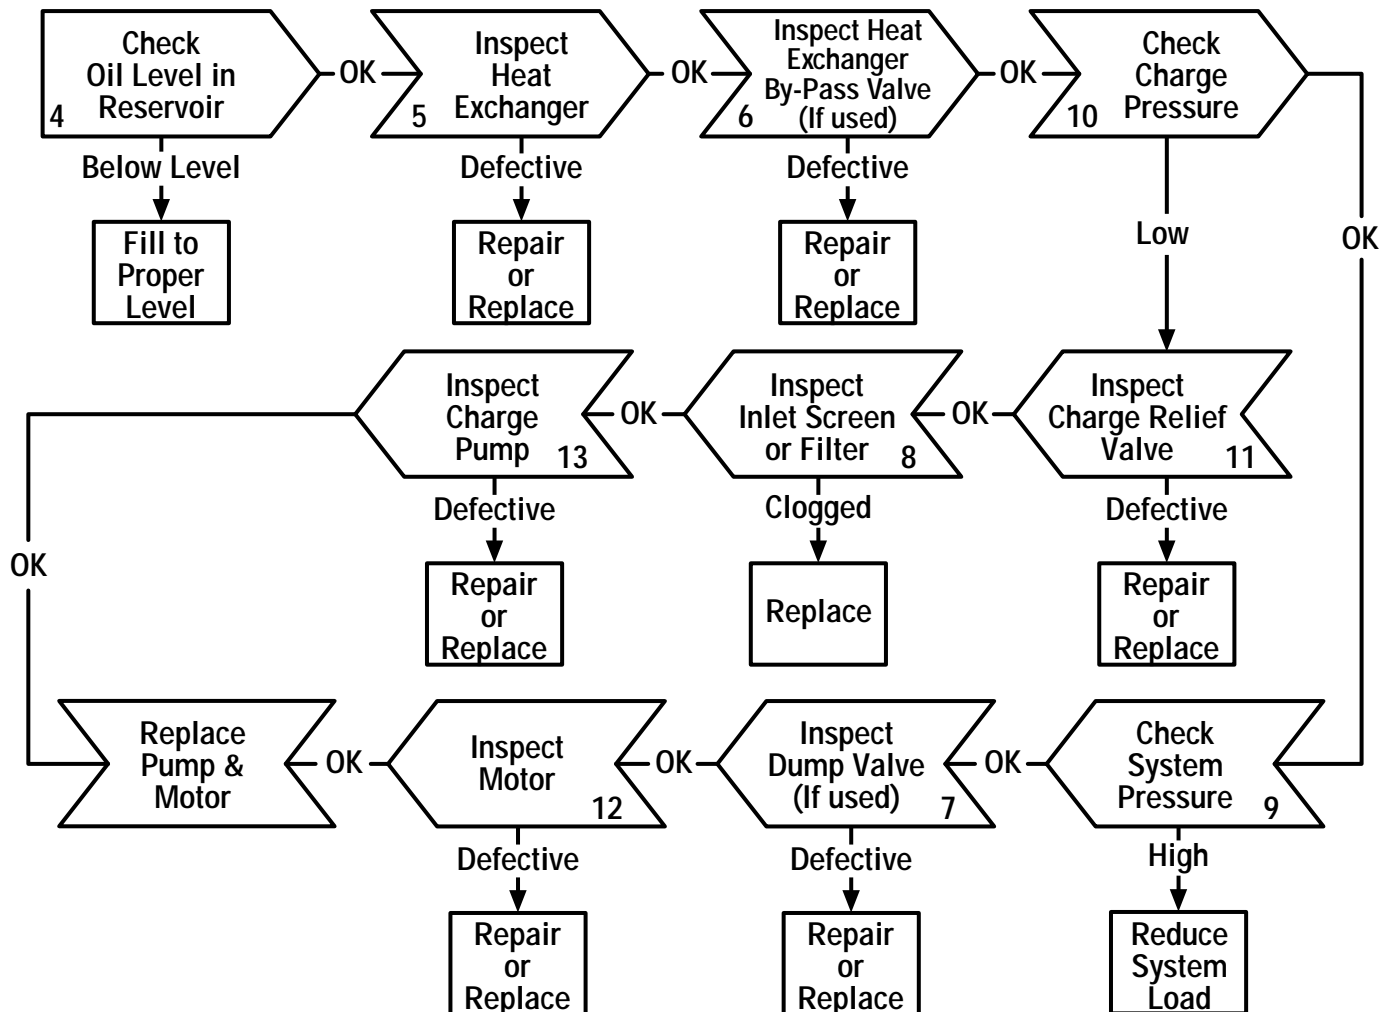 Check
Oil Level in
Reservoir
4
OK
Inspect
Heat
Exchanger
5
OK
Inspect Heat
Exchanger
By-Pass Valve
(If used)
6
OK
Check
Charge
Pressure
10
Below Level
Defective
Defective
Low
OK
Fill to
Proper
Level
Repair
or
Replace
Repair
or
Replace
Inspect
Charge
Pump
13
OK
Inspect
Inlet Screen
or Filter
8
OK
Inspect
Charge Relief
Valve
11
Defective
Clogged
Defective
OK
Repair
or
Replace
Replace
Repair
or
Replace
Replace
Pump &
Motor
OK
Inspect
Motor
12
OK
Inspect
Dump Valve
(If used)
7
OK
Check
System
Pressure
9
Defective
Defective
High
Repair
or
Replace
Repair
or
Replace
Reduce
System
Load